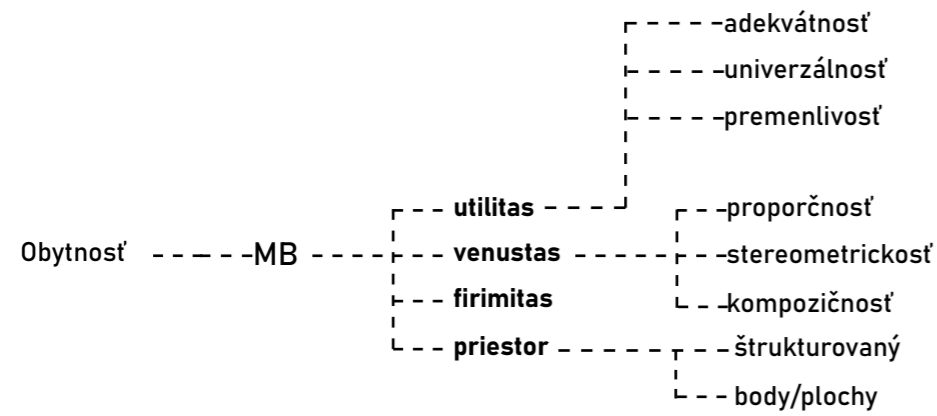 adekvátnosť
univerzálnosť
premenlivosť
utilitas
proporčnosť
Obytnosť
MB
venustas
stereometrickosť
firimitas
kompozičnosť
priestor
štrukturovaný
body/plochy